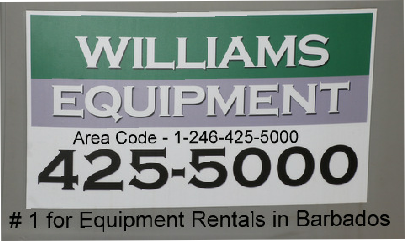 WILLIAMS
EQUIPMENT
Area Code - 1-246-425-5000
425-5000
# 1 for Equipment Rentals in Barbados